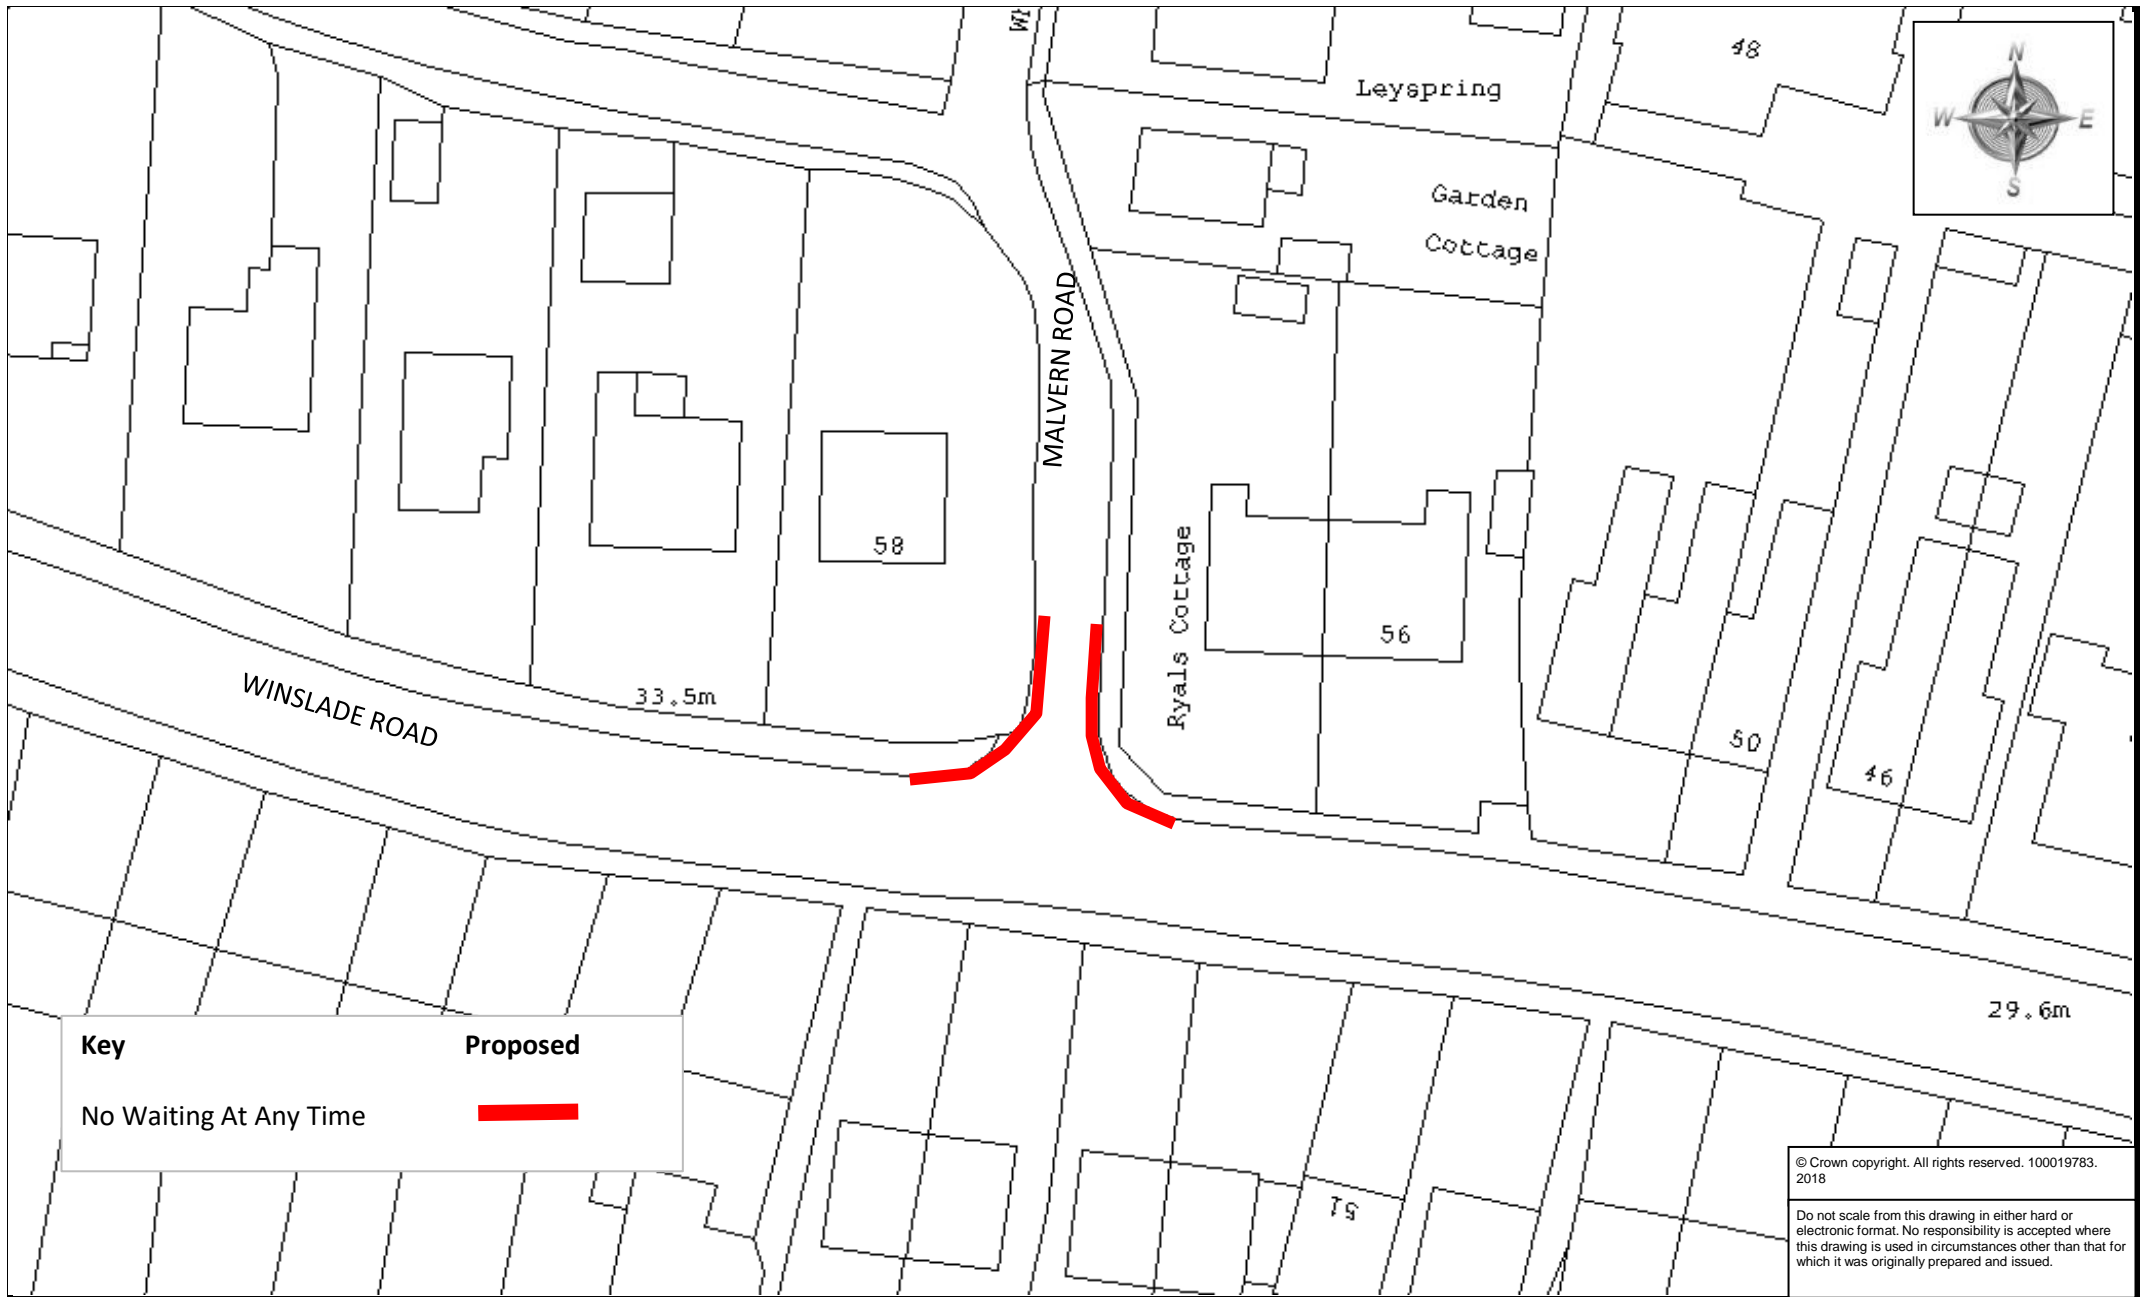 48
N
W E
S
Leyspring
Garden
Cottage
MALVERN ROAD
58
Ryals Cottage
56
50
46
33.5m
WINSLADE ROAD
29.6m
51
Key Proposed
No Waiting At Any Time
© Crown copyright. All rights reserved. 100019783.
2018
Do not scale from this drawing in either hard or
electronic format. No responsibility is accepted where
this drawing is used in circumstances other than that for
which it was originally prepared and issued.